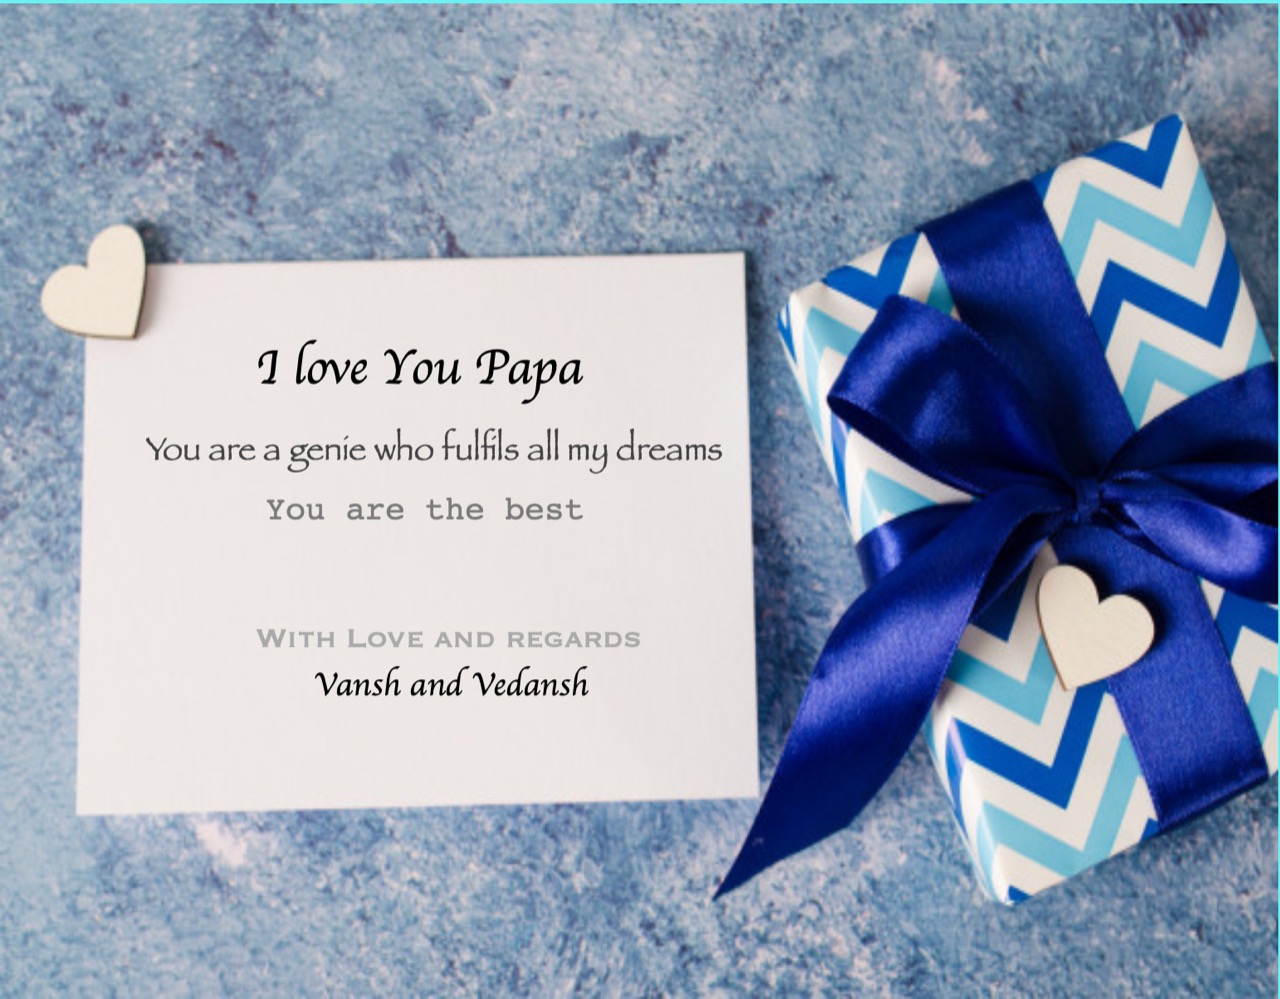 I love You Papa
You are a genie who fulfils all my dreams
You are the best
With Love and regards
Vansh and Vedansh